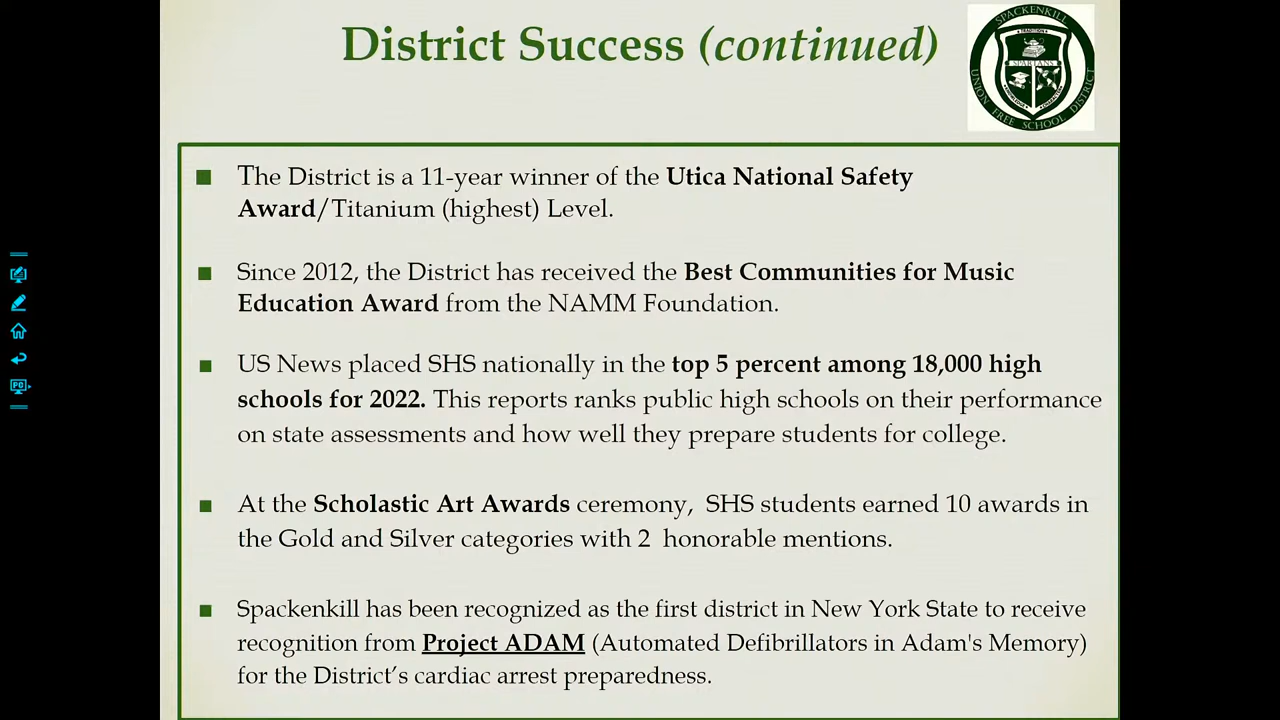 District Success (continued)
SPACKENKILL
UNION FREE SCHOOL DISTRICT
TRADITION
SPARTANS
The District is a 11-year winner of the Utica National Safety
Award/Titanium (highest) Level.
Since 2012, the District has received the Best Communities for Music
Education Award from the NAMM Foundation.
US News placed SHS nationally in the top 5 percent among 18,000 high
schools for 2022. This reports ranks public high schools on their performance
on state assessments and how well they prepare students for college.
At the Scholastic Art Awards ceremony,  SHS students earned 10 awards in
the Gold and Silver categories with 2  honorable mentions.
Spackenkill has been recognized as the first district in New York State to receive
recognition from Project ADAM (Automated Defibrillators in Adam's Memory)
for the District’s cardiac arrest preparedness.